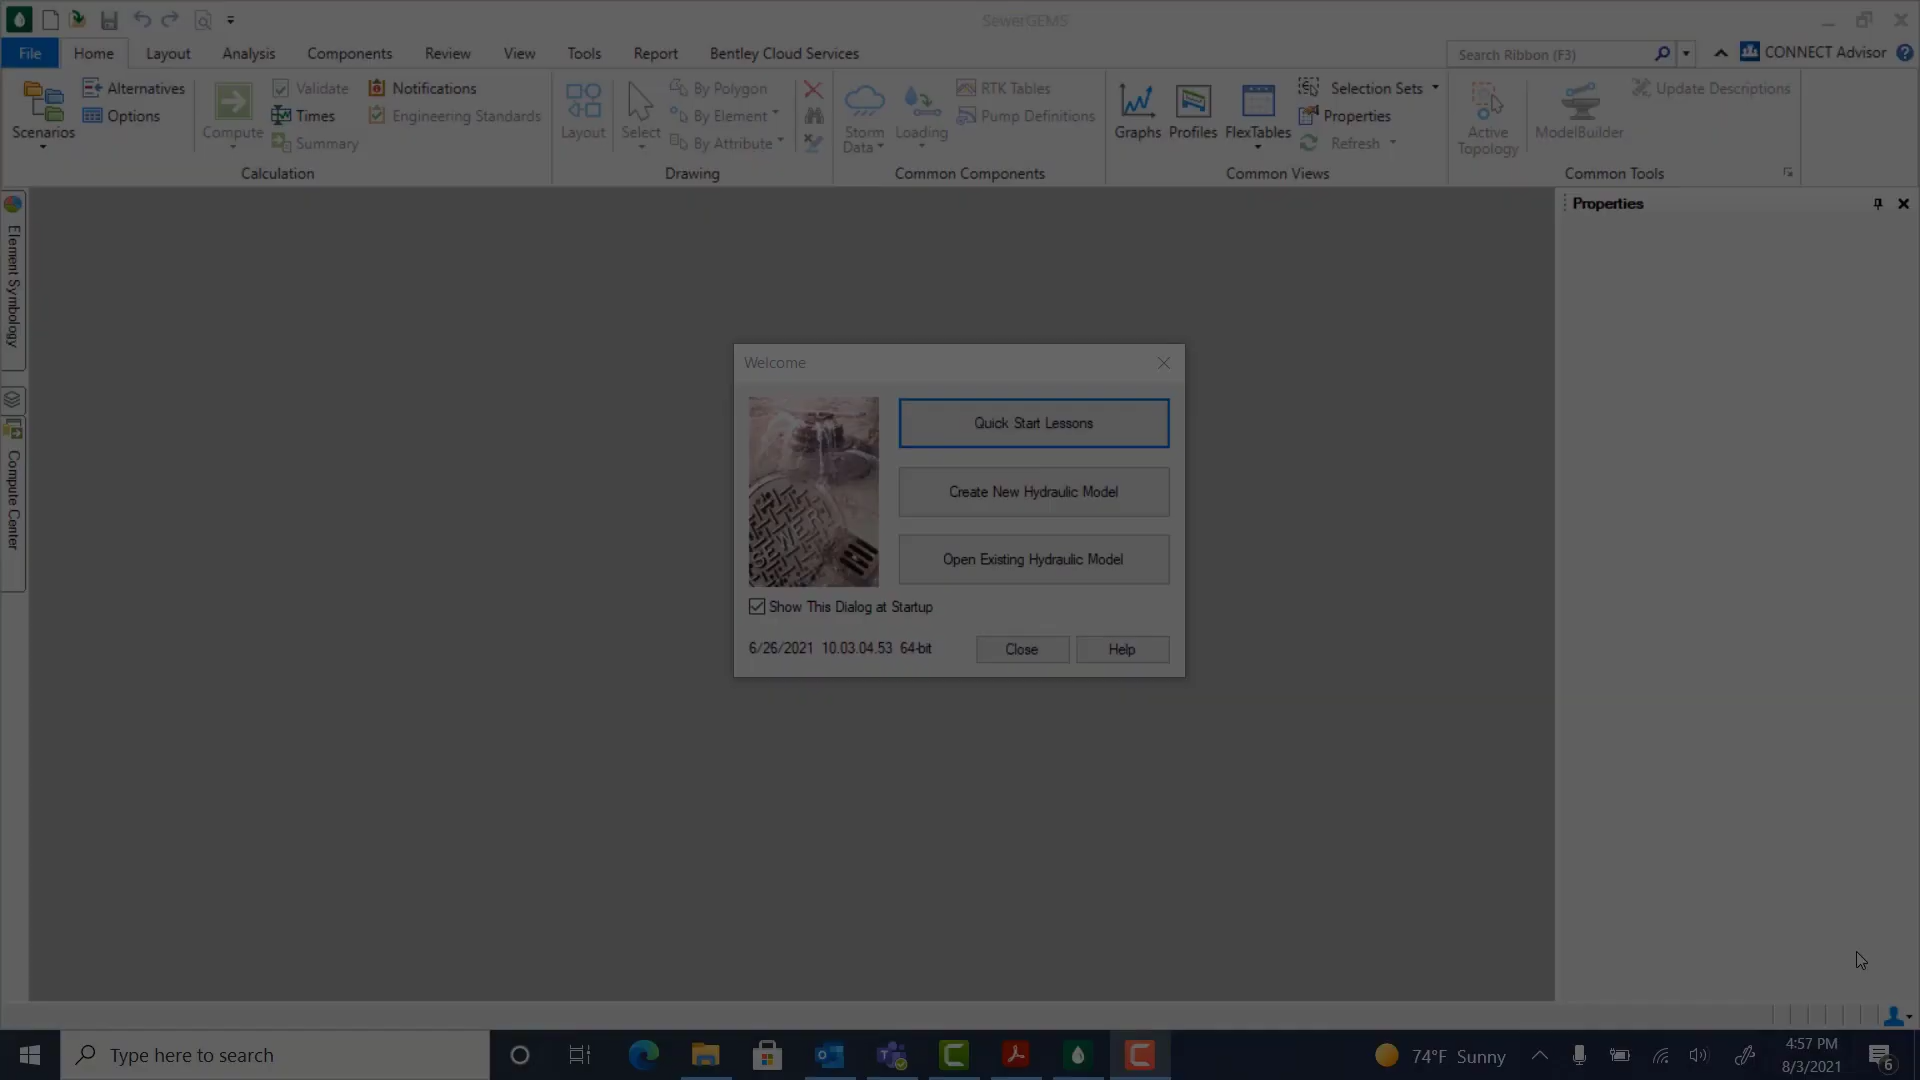 SewerGEMS
File Home Layout Analysis Components Review View Tools Report Bentley Cloud Services Search Ribbon (F3) CONNECT Advisor
Scenarios
Alternatives
Options
Compute
Validate
Times
Summary
Notifications
Engineering Standards
Calculation
Layout
Select
By Polygon
By Element
By Attribute
Drawing
Storm
Data
Loading
RTK Tables
Pump Definitions
Common Components
Graphs
Profiles
FlexTables
Selection Sets
Properties
Refresh
Common Views
Active
Topology
ModelBuilder
Update Descriptions
Common Tools
Element Symbology
Compute Center
Properties
Welcome
SEWER
Quick Start Lessons
Create New Hydraulic Model
Open Existing Hydraulic Model
Show This Dialog at Startup
6/26/2021 10.03.04.53 64-bit
Close
Help
Type here to search
74°F Sunny
4:57 PM
8/3/2021
6